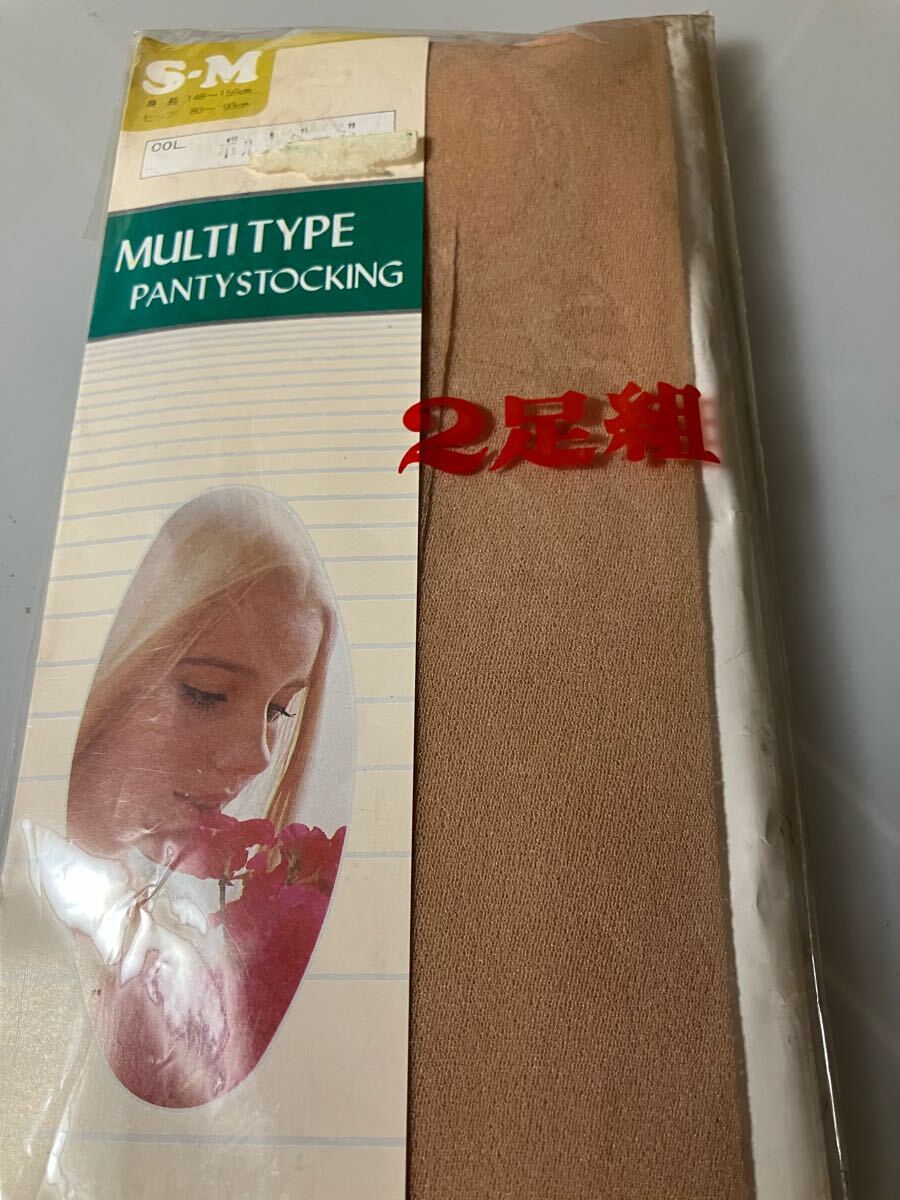 S-M
身長 148～159cm
ヒップ 80～93cm
COL.
MULTI TYPE
PANTYSTOCKING
2足組